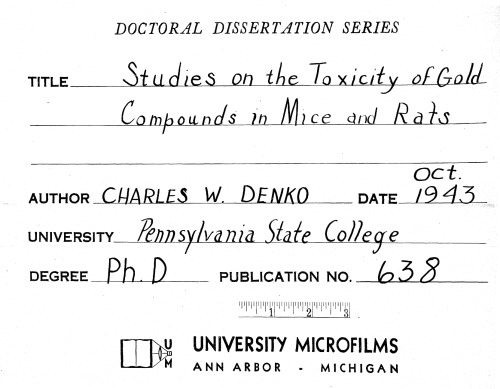 DOCTORAL DISSERTATION SERIES
TITLE Studies on the Toxicity of Gold
Compounds in Mice and Rats
AUTHOR CHARLES W. DENKO DATE Oct. 1943
UNIVERSITY Pennsylvania State College
DEGREE Ph.D PUBLICATION NO. 638
1 2 3
UM UNIVERSITY MICROFILMS
ANN ARBOR - MICHIGAN